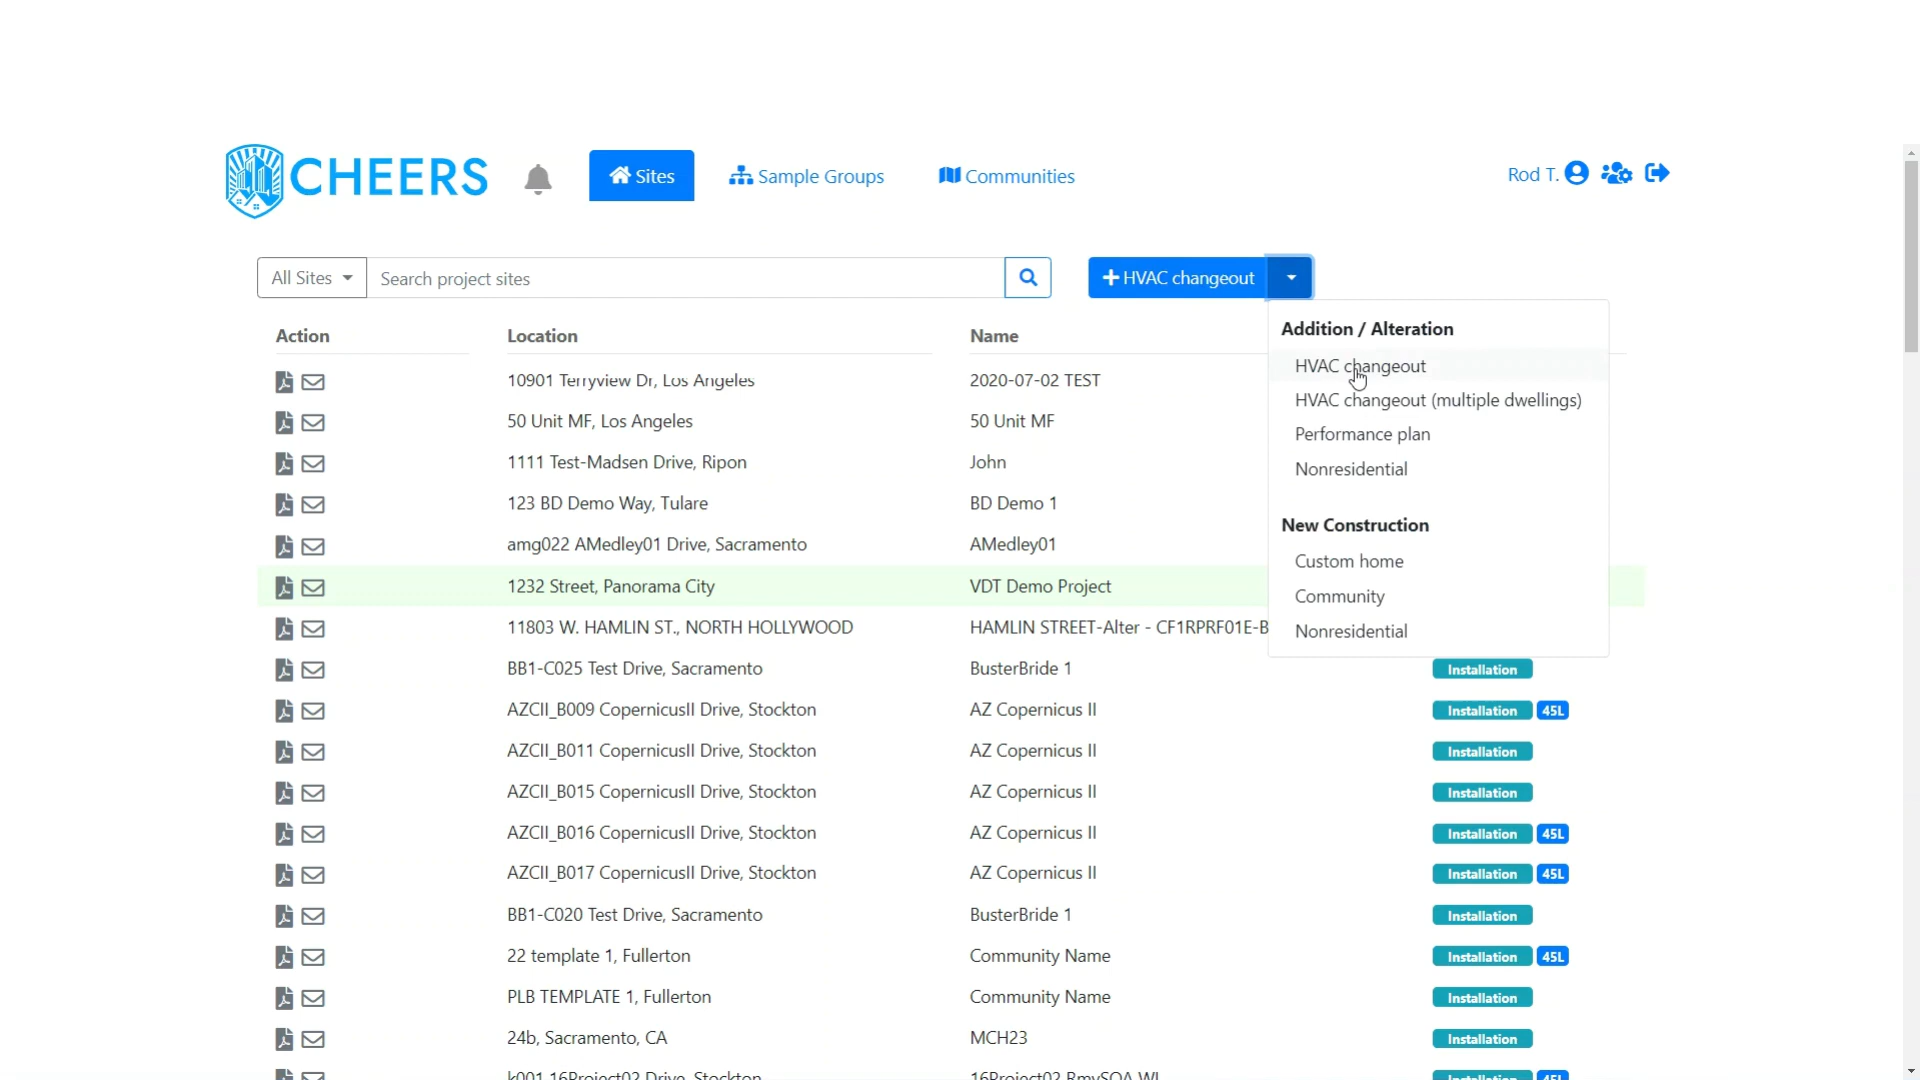 CHEERS
Sites
Sample Groups
Communities
Rod T.
All Sites
Search project sites
HVAC changeout
Action Location Name
Addition / Alteration
HVAC changeout
HVAC changeout (multiple dwellings)
Performance plan
Nonresidential
New Construction
Custom home
Community
Nonresidential
10901 Terryview Dr, Los Angeles 2020-07-02 TEST
50 Unit MF, Los Angeles 50 Unit MF
1111 Test-Madsen Drive, Ripon John
123 BD Demo Way, Tulare BD Demo 1
amg022 AMedley01 Drive, Sacramento AMedley01
1232 Street, Panorama City VDT Demo Project
11803 W. HAMLIN ST., NORTH HOLLYWOOD HAMLIN STREET-Alter - CF1RPRF01E-B
BB1-C025 Test Drive, Sacramento BusterBride 1 Installation
AZCII_B009 CopernicusII Drive, Stockton AZ Copernicus II Installation 45L
AZCII_B011 CopernicusII Drive, Stockton AZ Copernicus II Installation
AZCII_B015 CopernicusII Drive, Stockton AZ Copernicus II Installation
AZCII_B016 CopernicusII Drive, Stockton AZ Copernicus II Installation 45L
AZCII_B017 CopernicusII Drive, Stockton AZ Copernicus II Installation 45L
BB1-C020 Test Drive, Sacramento BusterBride 1 Installation
22 template 1, Fullerton Community Name Installation 45L
PLB TEMPLATE 1, Fullerton Community Name Installation
24b, Sacramento, CA MCH23 Installation
k001 16Project02 Drive, Stockton 16Project02 Installation 45L